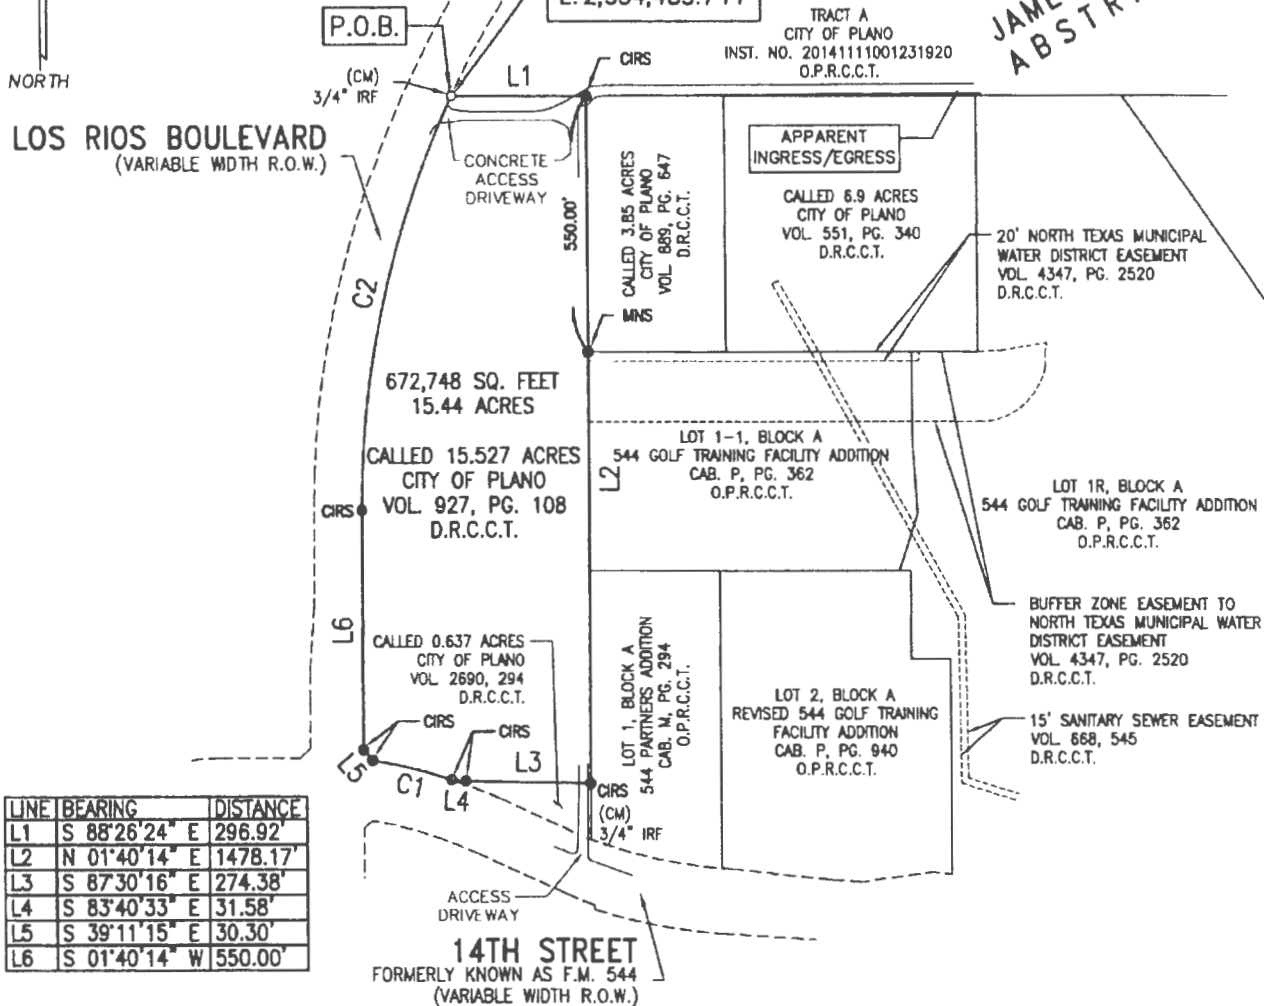 NORTH
P.O.B.
(CM)
3/4" IRF
L1
CIRS
TRACT A
CITY OF PLANO
INST. NO. 20141111001231920
O.P.R.C.C.T.
LOS RIOS BOULEVARD
(VARIABLE WIDTH R.O.W.)
CONCRETE
ACCESS
DRIVEWAY
550.00'
CALLED 3.85 ACRES
CITY OF PLANO
VOL 889, PG. 647
D.R.C.C.T.
APPARENT
INGRESS/EGRESS
CALLED 6.9 ACRES
CITY OF PLANO
VOL 551, PG. 340
D.R.C.C.T.
20' NORTH TEXAS MUNICIPAL
WATER DISTRICT EASEMENT
VOL 4347, PG. 2520
D.R.C.C.T.
C2
MNS
672,748 SQ. FEET
15.44 ACRES
CALLED 15.527 ACRES
CITY OF PLANO
VOL. 927, PG. 108
D.R.C.C.T.
L2
LOT 1-1, BLOCK A
544 GOLF TRAINING FACILITY ADDITION
CAB. P, PG. 362
O.P.R.C.C.T.
LOT 1R, BLOCK A
544 GOLF TRAINING FACILITY ADDITION
CAB. P, PG. 362
O.P.R.C.C.T.
CIRS
L6
BUFFER ZONE EASEMENT TO
NORTH TEXAS MUNICIPAL WATER
DISTRICT EASEMENT
VOL 4347, PG. 2520
D.R.C.C.T.
CALLED 0.637 ACRES
CITY OF PLANO
VOL 2690, 294
D.R.C.C.T.
LOT 1, BLOCK A
544 PARTNERS ADDITION
CAB. M, PG. 294
O.P.R.C.C.T.
LOT 2, BLOCK A
REVISED 544 GOLF TRAINING
FACILITY ADDITION
CAB. P, PG. 940
O.P.R.C.C.T.
15' SANITARY SEWER EASEMENT
VOL 668, 545
D.R.C.C.T.
CIRS
CIRS
L5
C1
L4
L3
CIRS
(CM)
3/4" IRF
LINE BEARING DISTANCE
L1 S 88°26'24" E 296.92'
L2 N 01°40'14" E 1478.17'
L3 S 87°30'16" E 274.38'
L4 S 83°40'33" E 31.58'
L5 S 39°11'15" E 30.30'
L6 S 01°40'14" W 550.00'
ACCESS
DRIVEWAY
14TH STREET
FORMERLY KNOWN AS F.M. 544
(VARIABLE WIDTH R.O.W.)